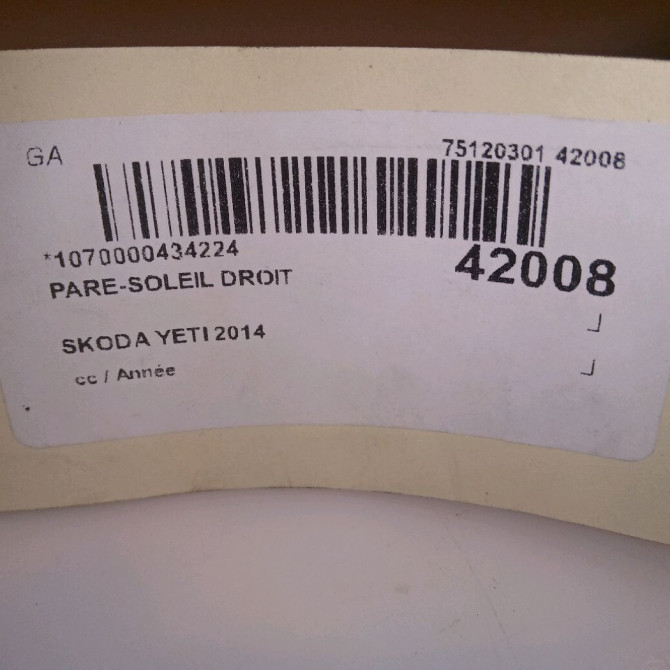 GA
75120301 42008
*1070000434224
42008
PARE-SOLEIL DROIT
SKODA YETI 2014
cc / Année